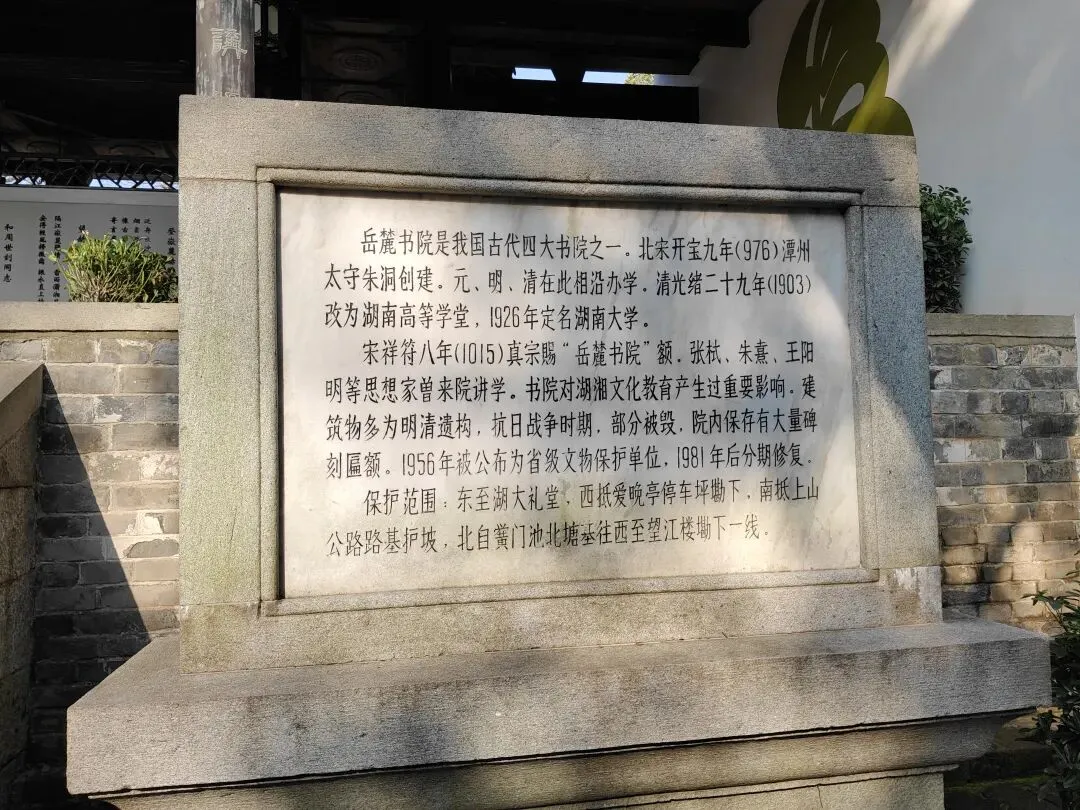 岳麓书院是我国古代四大书院之一。北宋开宝九年(976)潭州
太守朱洞创建。元、明、清在此相沿办学。清光绪二十九年(1903)
改为湖南高等学堂，1926年定名湖南大学。
宋祥符八年(1015)真宗赐“岳麓书院”额．张栻、朱熹、王阳
明等思想家曾来院讲学。书院对湖湘文化教育产生过重要影响．建
筑物多为明清遗构，抗日战争时期，部分被毁，院内保存有大量碑
刻匾额。1956年被公布为省级文物保护单位，1981年后分期修复。
保护范围：东至湖大礼堂，西抵爱晚亭停车坪磡下，南抵上山
公路路基护坡，北自黉门池北塘基往西至望江楼磡下一线。
講
和周世钊同志